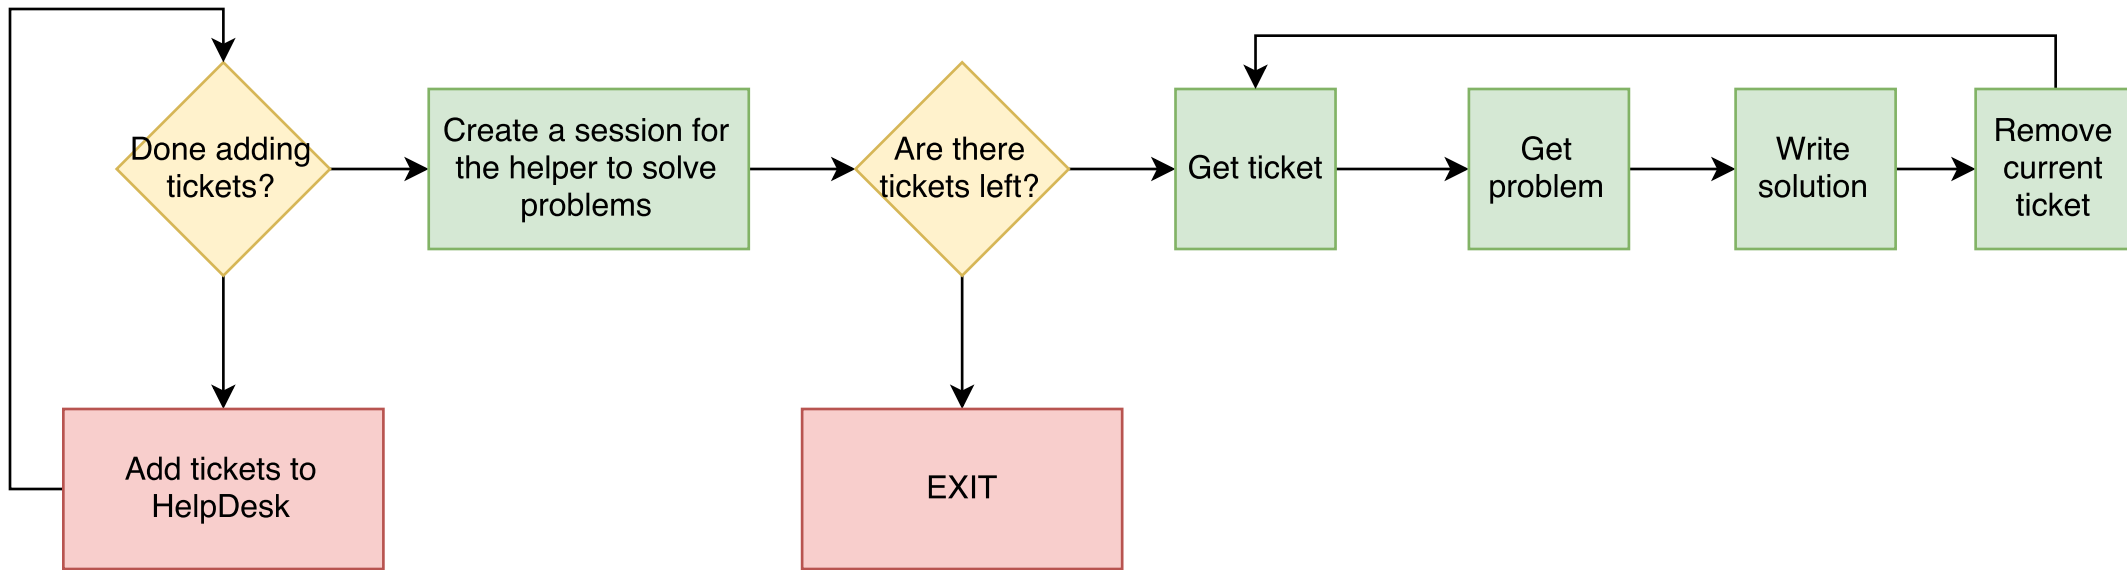 Done adding
tickets?
Create a session for
the helper to solve
problems
Are there
tickets left?
Get ticket
Get
problem
Write
solution
Remove
current
ticket
Add tickets to
HelpDesk
EXIT